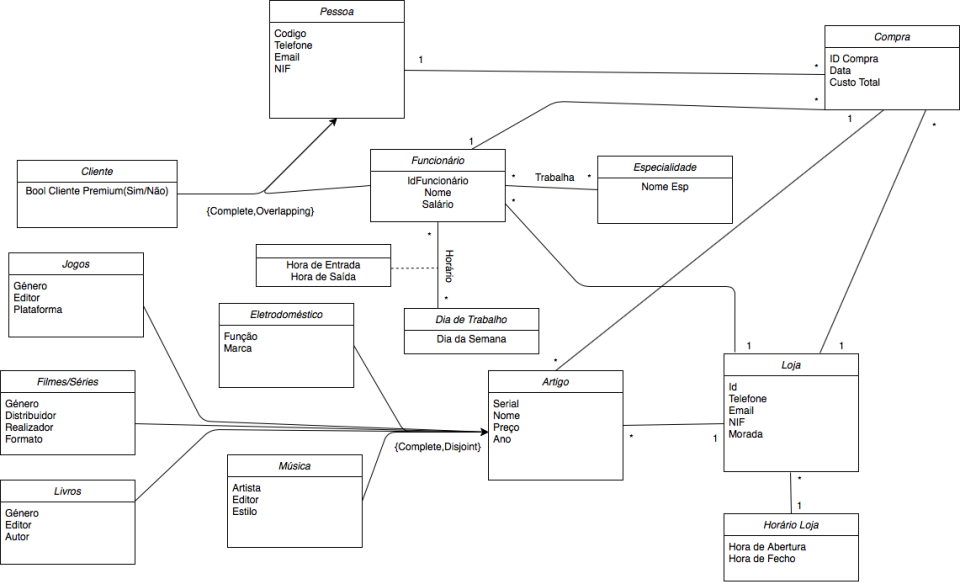 Pessoa
Codigo
Telefone
Email
NIF
1
*
*
1
Compra
ID Compra
Data
Custo Total
1
*
Cliente
Bool Cliente Premium(Sim/Não)
{Complete,Overlapping}
Funcionário
IdFuncionário
Nome
Salário
*
Trabalha
*
*
Especialidade
Nome Esp
*
Horário
*
Hora de Entrada
Hora de Saída
Dia de Trabalho
Dia da Semana
Jogos
Género
Editor
Plataforma
Eletrodoméstico
Função
Marca
Filmes/Séries
Género
Distribuidor
Realizador
Formato
{Complete,Disjoint}
Livros
Género
Editor
Autor
Música
Artista
Editor
Estilo
*
Artigo
Serial
Nome
Preço
Ano
*
1
1
1
Loja
Id
Telefone
Email
NIF
Morada
*
1
Horário Loja
Hora de Abertura
Hora de Fecho